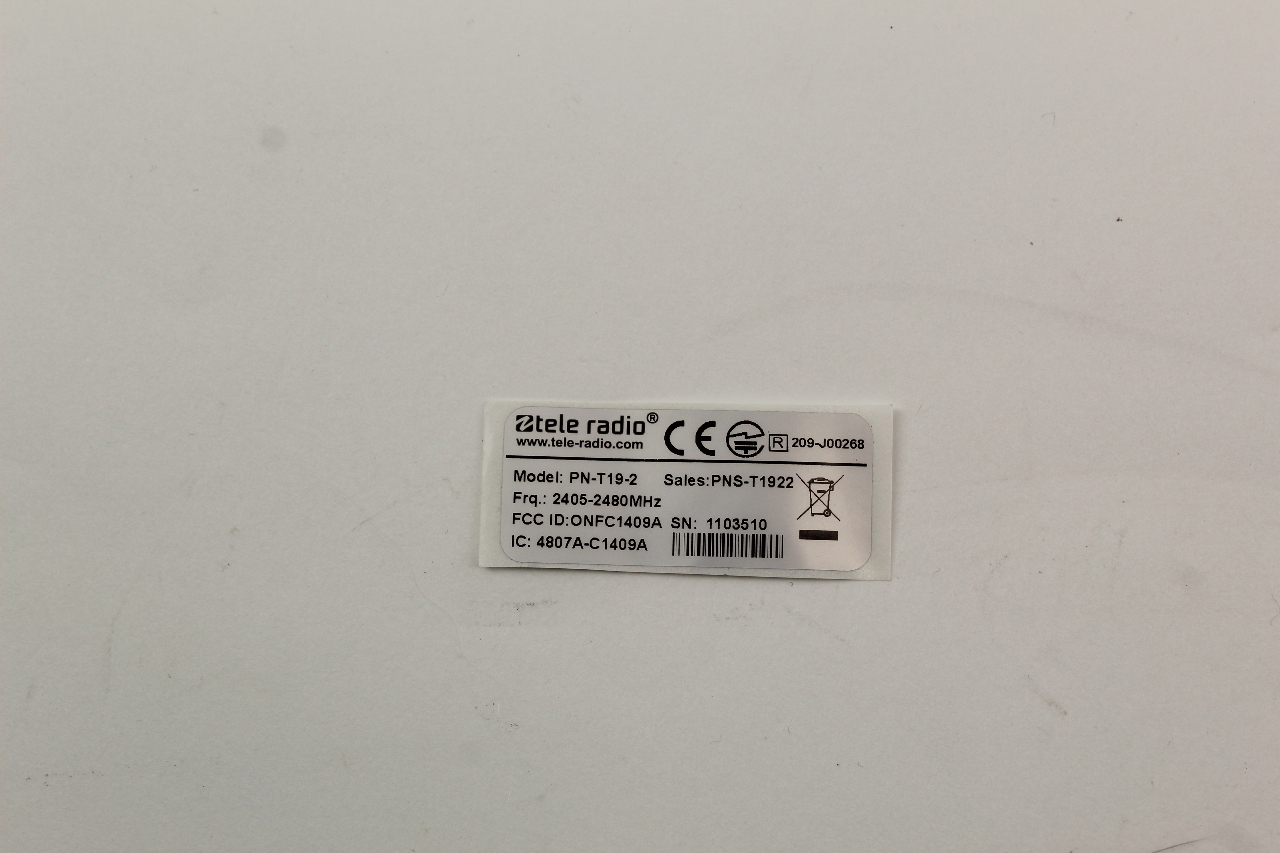 tele radio®
www.tele-radio.com
CE R 209-J00268
Model: PN-T19-2 Sales:PNS-T1922
Frq.: 2405-2480MHz
FCC ID:ONFC1409A SN: 1103510
IC: 4807A-C1409A